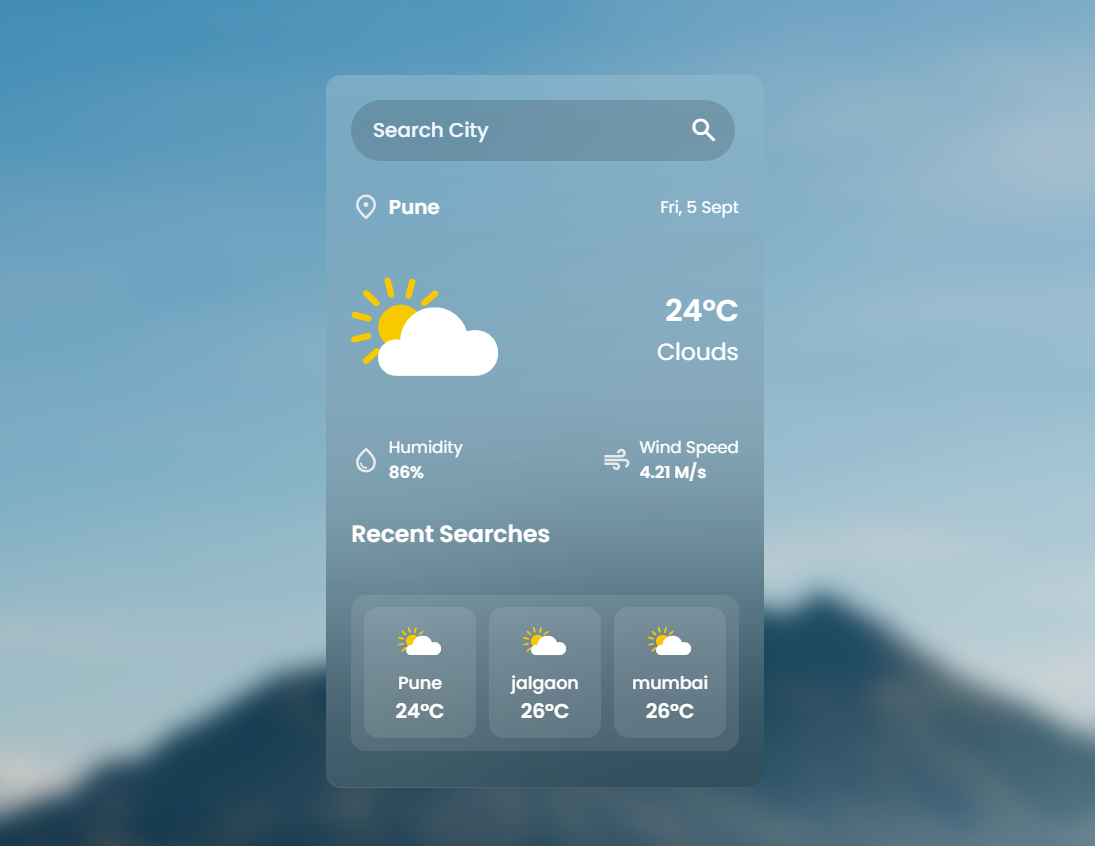 Search City
Pune
Fri, 5 Sept
24°C
Clouds
Humidity
86%
Wind Speed
4.21 M/s
Recent Searches
Pune
24°C
jalgaon
26°C
mumbai
26°C